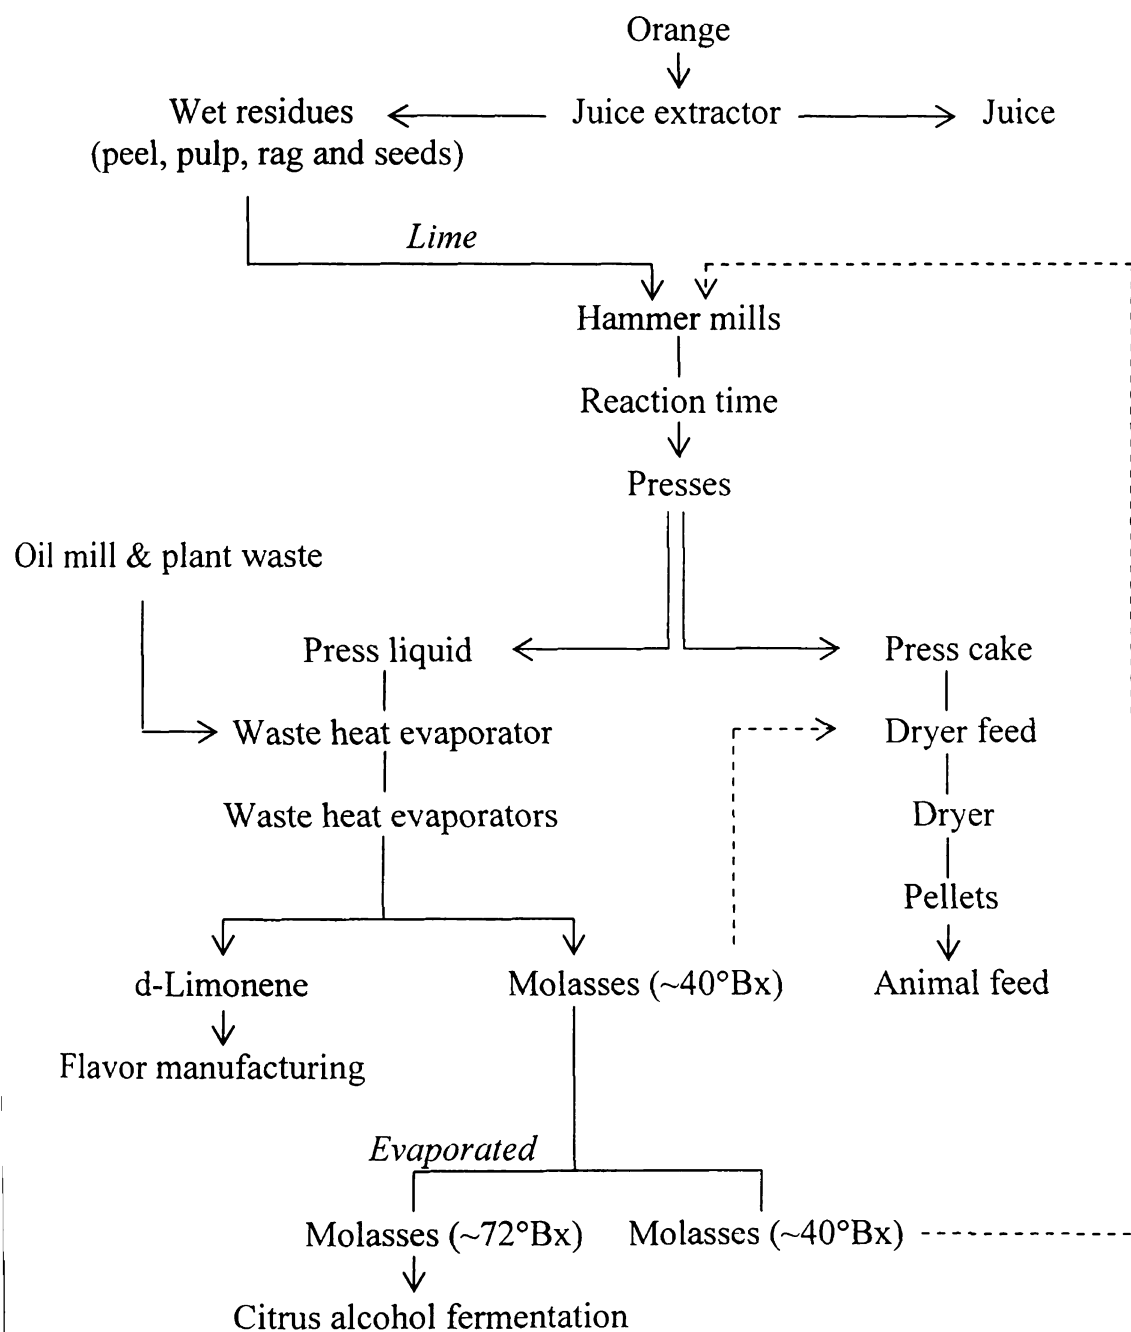 Orange
Wet residues
(peel, pulp, rag and seeds)
Juice extractor
Juice
Lime
Hammer mills
Reaction time
Presses
Oil mill & plant waste
Press liquid
Press cake
Waste heat evaporator
Dryer feed
Waste heat evaporators
Dryer
Pellets
d-Limonene
Molasses (~40°Bx)
Animal feed
Flavor manufacturing
Evaporated
Molasses (~72°Bx)
Molasses (~40°Bx)
Citrus alcohol fermentation